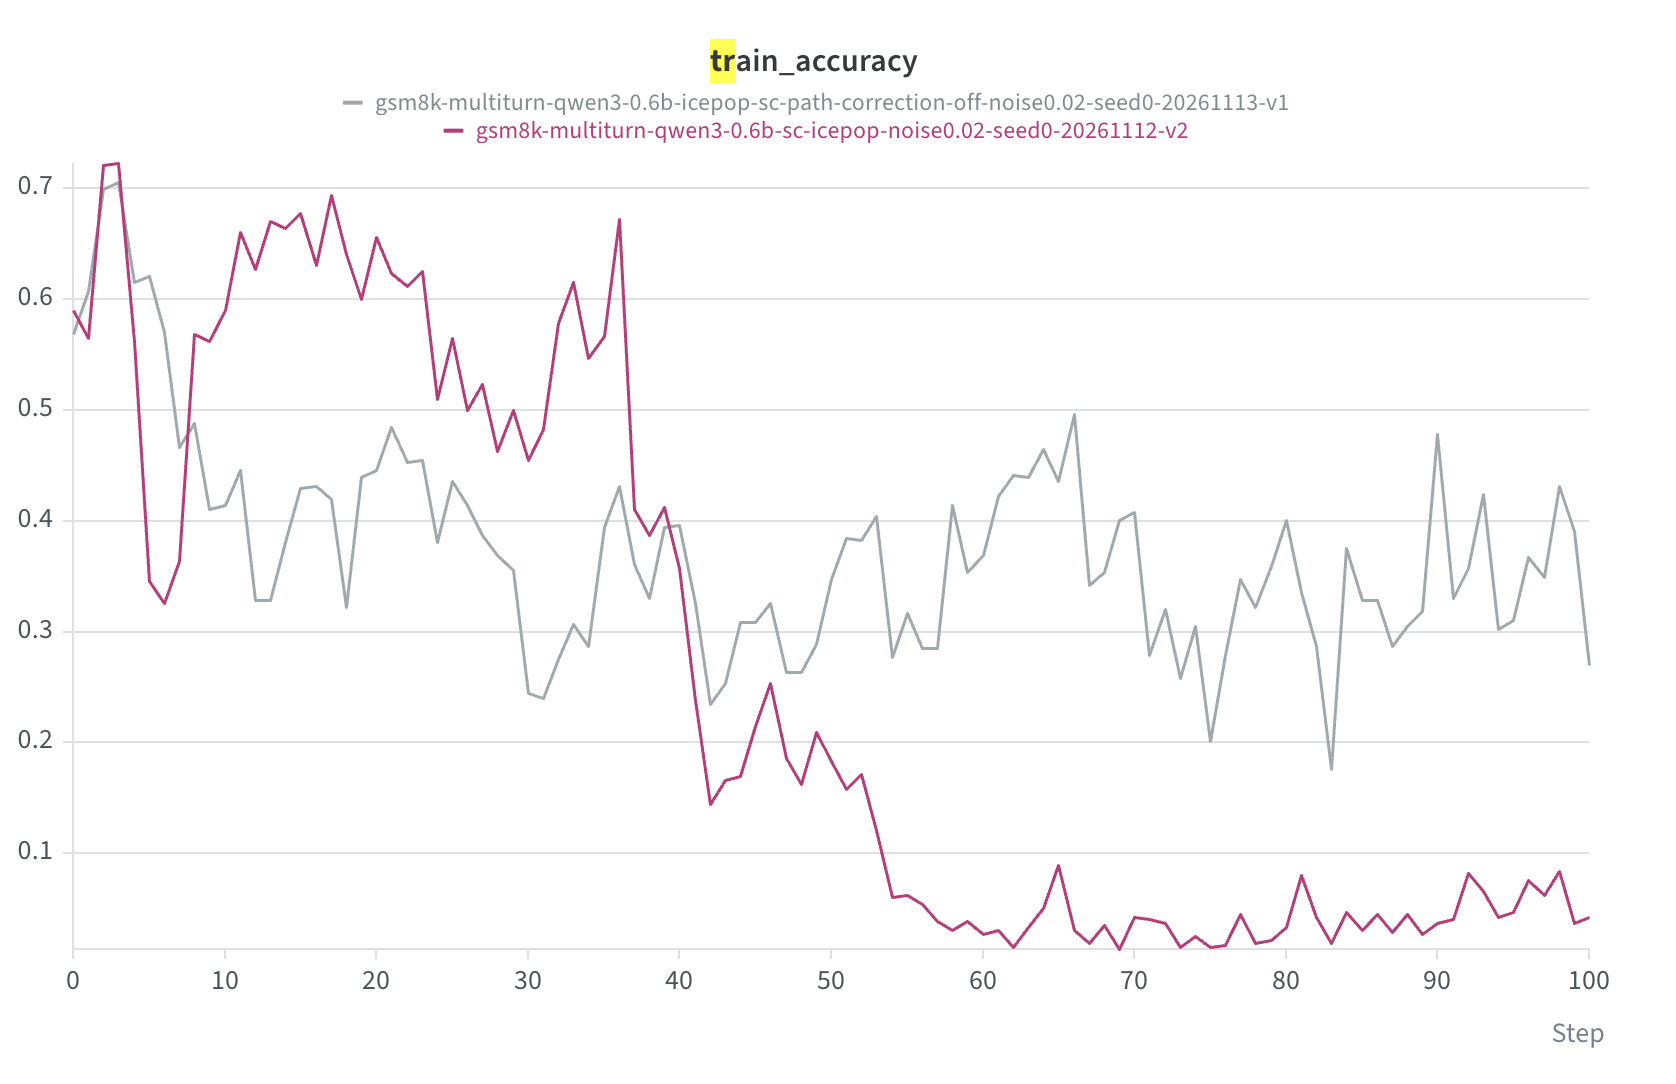 train_accuracy
gsm8k-multiturn-qwen3-0.6b-icepop-sc-path-correction-off-noise0.02-seed0-20261113-v1
gsm8k-multiturn-qwen3-0.6b-sc-icepop-noise0.02-seed0-20261112-v2
0.7
0.6
0.5
0.4
0.3
0.2
0.1
0 10 20 30 40 50 60 70 80 90 100
Step